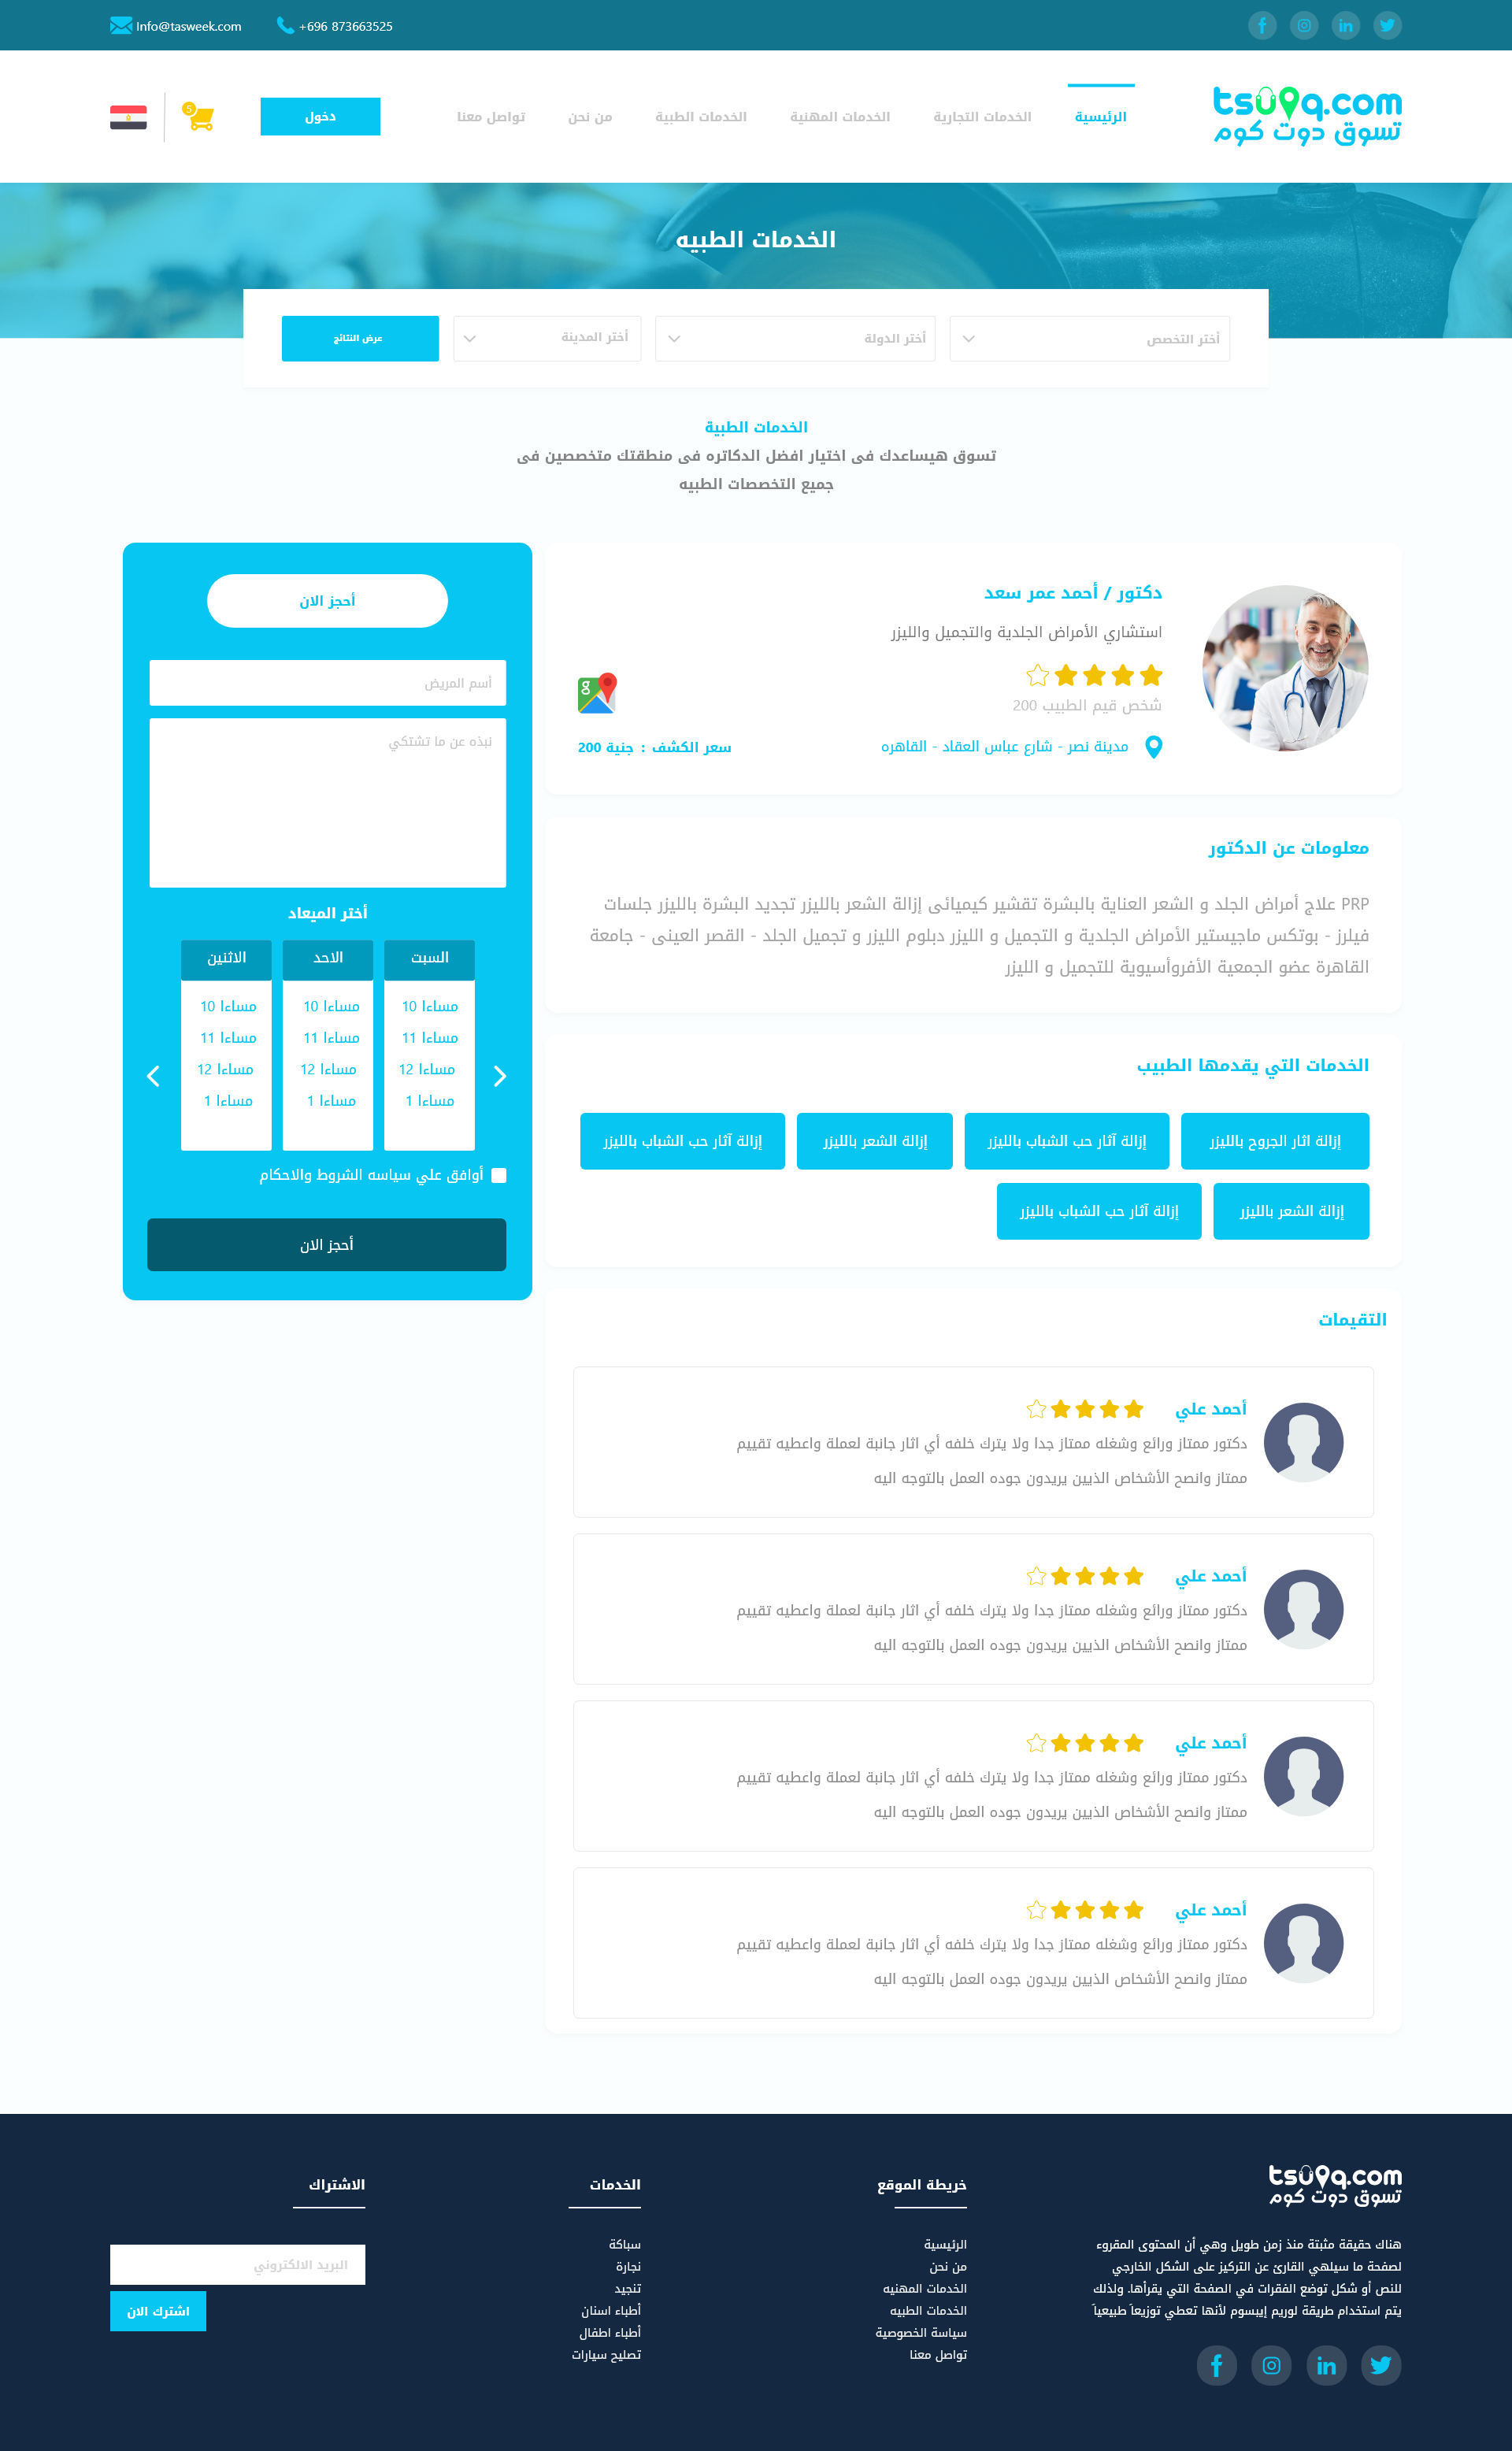 Info@tasweek.com
+696 873663525
tsuq.com
تسوق دوت كوم
الرئيسية
الخدمات التجارية
الخدمات المهنية
الخدمات الطبية
من نحن
تواصل معنا
دخول
5
الخدمات الطبيه
أختر التخصص
أختر الدولة
أختر المدينة
عرض النتائج
الخدمات الطبية
تسوق هيساعدك فى اختيار افضل الدكاتره فى منطقتك متخصصين فى
جميع التخصصات الطبيه
دكتور / أحمد عمر سعد
استشاري الأمراض الجلدية والتجميل والليزر
شخص قيم الطبيب 200
مدينة نصر - شارع عباس العقاد - القاهره
سعر الكشف : جنية 200
معلومات عن الدكتور
PRP علاج أمراض الجلد و الشعر العناية بالبشرة تقشير كيميائى إزالة الشعر بالليزر تجديد البشرة بالليزر جلسات
فيلرز - بوتكس ماجيستير الأمراض الجلدية و التجميل و الليزر دبلوم الليزر و تجميل الجلد - القصر العينى - جامعة
القاهرة عضو الجمعية الأفروأسيوية للتجميل و الليزر
الخدمات التي يقدمها الطبيب
إزالة اثار الجروح بالليزر
إزالة آثار حب الشباب بالليزر
إزالة الشعر بالليزر
إزالة آثار حب الشباب بالليزر
إزالة الشعر بالليزر
إزالة آثار حب الشباب بالليزر
التقيمات
أحمد علي
دكتور ممتاز ورائع وشغله ممتاز جدا ولا يترك خلفه أي اثار جانبة لعملة واعطيه تقييم
ممتاز وانصح الأشخاص الذيين يريدون جوده العمل بالتوجه اليه
أحمد علي
دكتور ممتاز ورائع وشغله ممتاز جدا ولا يترك خلفه أي اثار جانبة لعملة واعطيه تقييم
ممتاز وانصح الأشخاص الذيين يريدون جوده العمل بالتوجه اليه
أحمد علي
دكتور ممتاز ورائع وشغله ممتاز جدا ولا يترك خلفه أي اثار جانبة لعملة واعطيه تقييم
ممتاز وانصح الأشخاص الذيين يريدون جوده العمل بالتوجه اليه
أحمد علي
دكتور ممتاز ورائع وشغله ممتاز جدا ولا يترك خلفه أي اثار جانبة لعملة واعطيه تقييم
ممتاز وانصح الأشخاص الذيين يريدون جوده العمل بالتوجه اليه
أحجز الان
أسم المريض
نبذه عن ما تشتكي
أختر الميعاد
السبت
مساءا 10
مساءا 11
مساءا 12
مساءا 1
الاحد
مساءا 10
مساءا 11
مساءا 12
مساءا 1
الاثنين
مساءا 10
مساءا 11
مساءا 12
مساءا 1
أوافق علي سياسه الشروط والاحكام
أحجز الان
tsuq.com
تسوق دوت كوم
هناك حقيقة مثبتة منذ زمن طويل وهي أن المحتوى المقروء
لصفحة ما سيلهي القارئ عن التركيز على الشكل الخارجي
للنص أو شكل توضع الفقرات في الصفحة التي يقرأها. ولذلك
يتم استخدام طريقة لوريم إيبسوم لأنها تعطي توزيعاَ طبيعياَ
خريطة الموقع
الرئيسية
من نحن
الخدمات المهنيه
الخدمات الطبيه
سياسة الخصوصية
تواصل معنا
الخدمات
سباكة
نجارة
تنجيد
أطباء اسنان
أطباء اطفال
تصليح سيارات
الاشتراك
البريد الالكتروني
اشترك الان